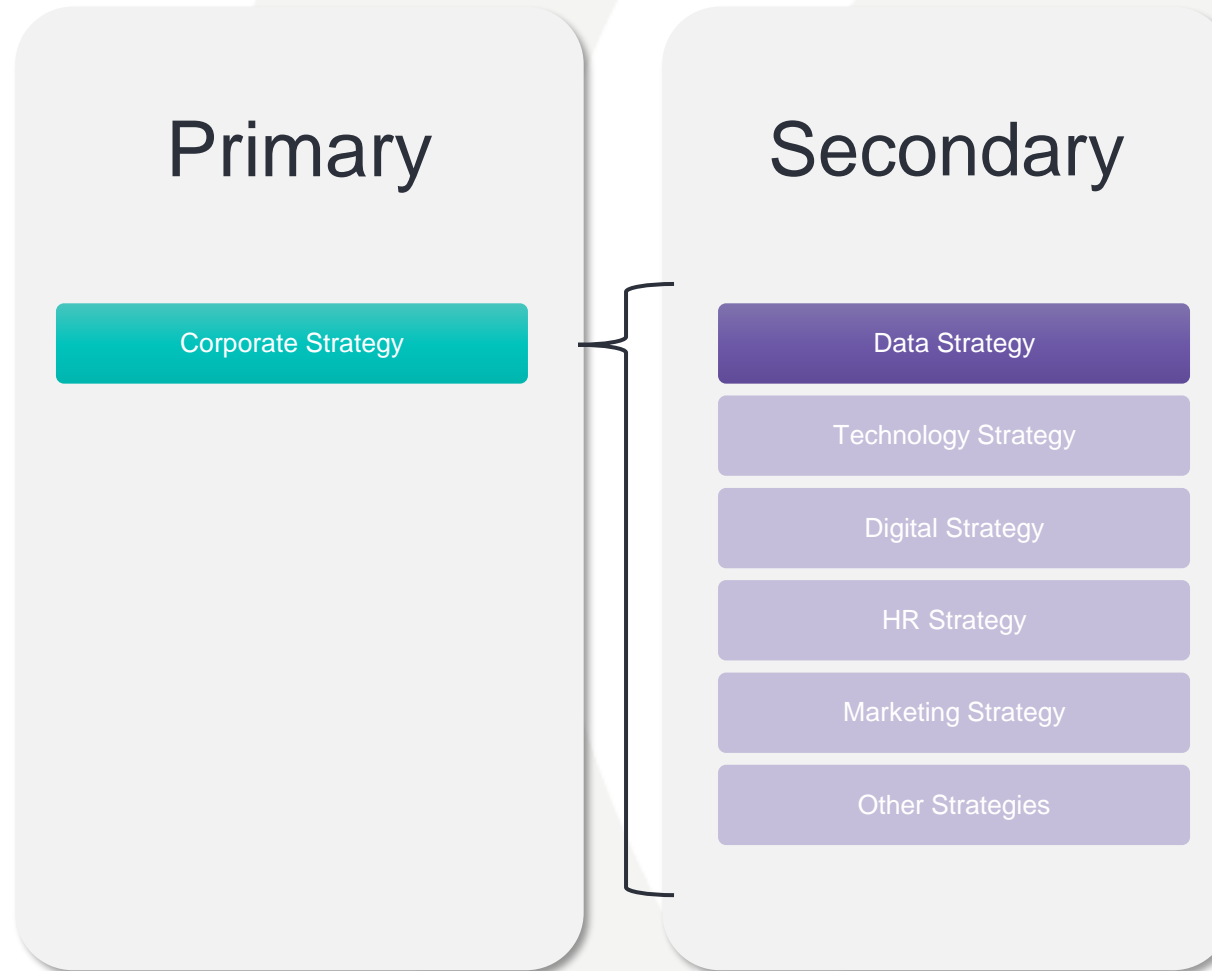 Primary
Corporate Strategy
Secondary
Data Strategy
Technology Strategy
Digital Strategy
HR Strategy
Marketing Strategy
Other Strategies